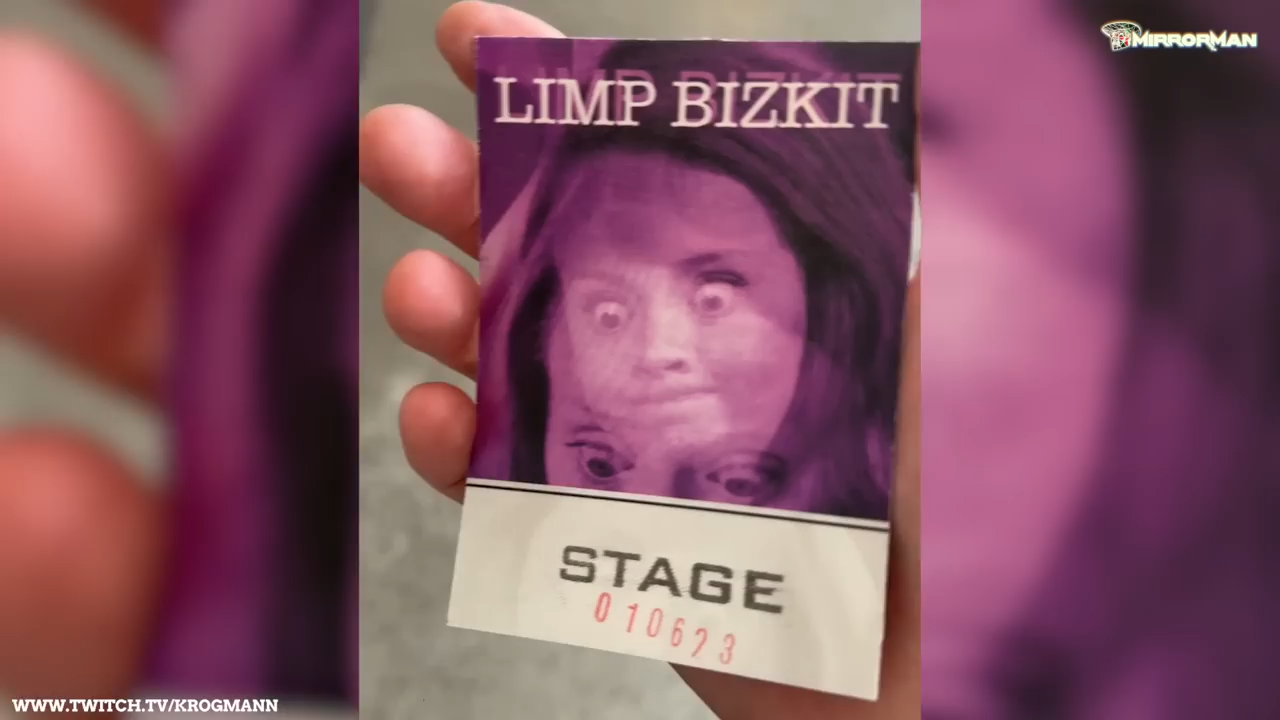 MIRRORMAN
LIMP BIZKIT
STAGE
010623
WWW.TWITCH.TV/KROGMANN